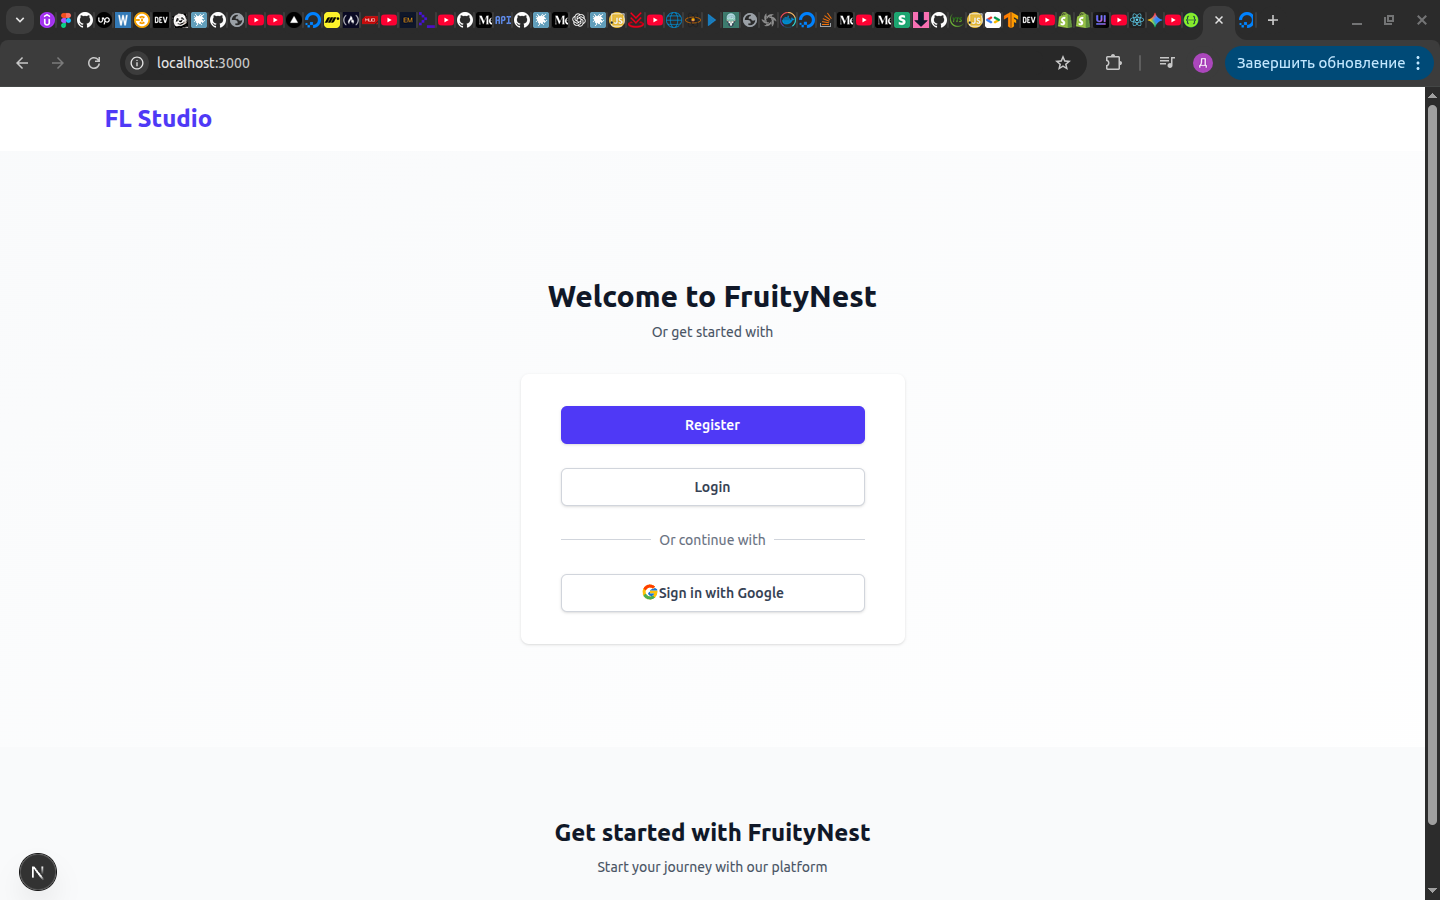 localhost:3000
Д
Завершить обновление
FL Studio
Welcome to FruityNest
Or get started with
Register
Login
Or continue with
Sign in with Google
Get started with FruityNest
Start your journey with our platform
N